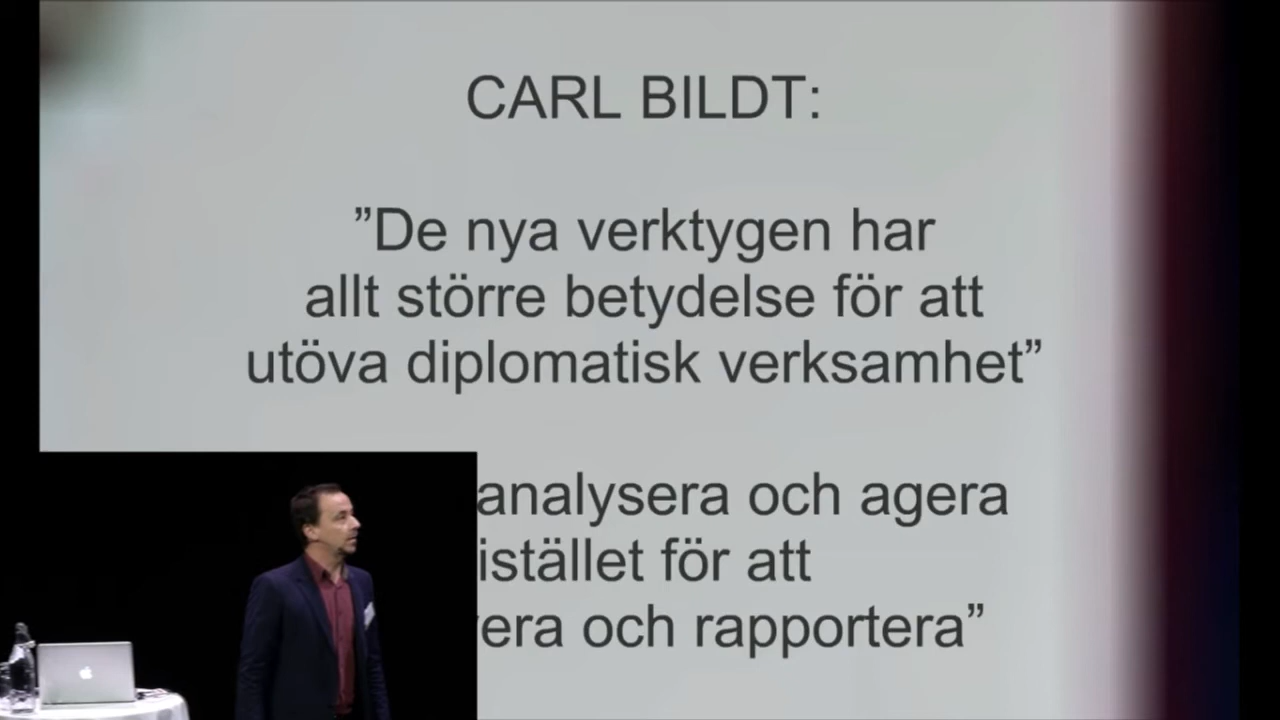 CARL BILDT:
”De nya verktygen har
allt större betydelse för att
utöva diplomatisk verksamhet”
analysera och agera
istället för att
och rapportera”